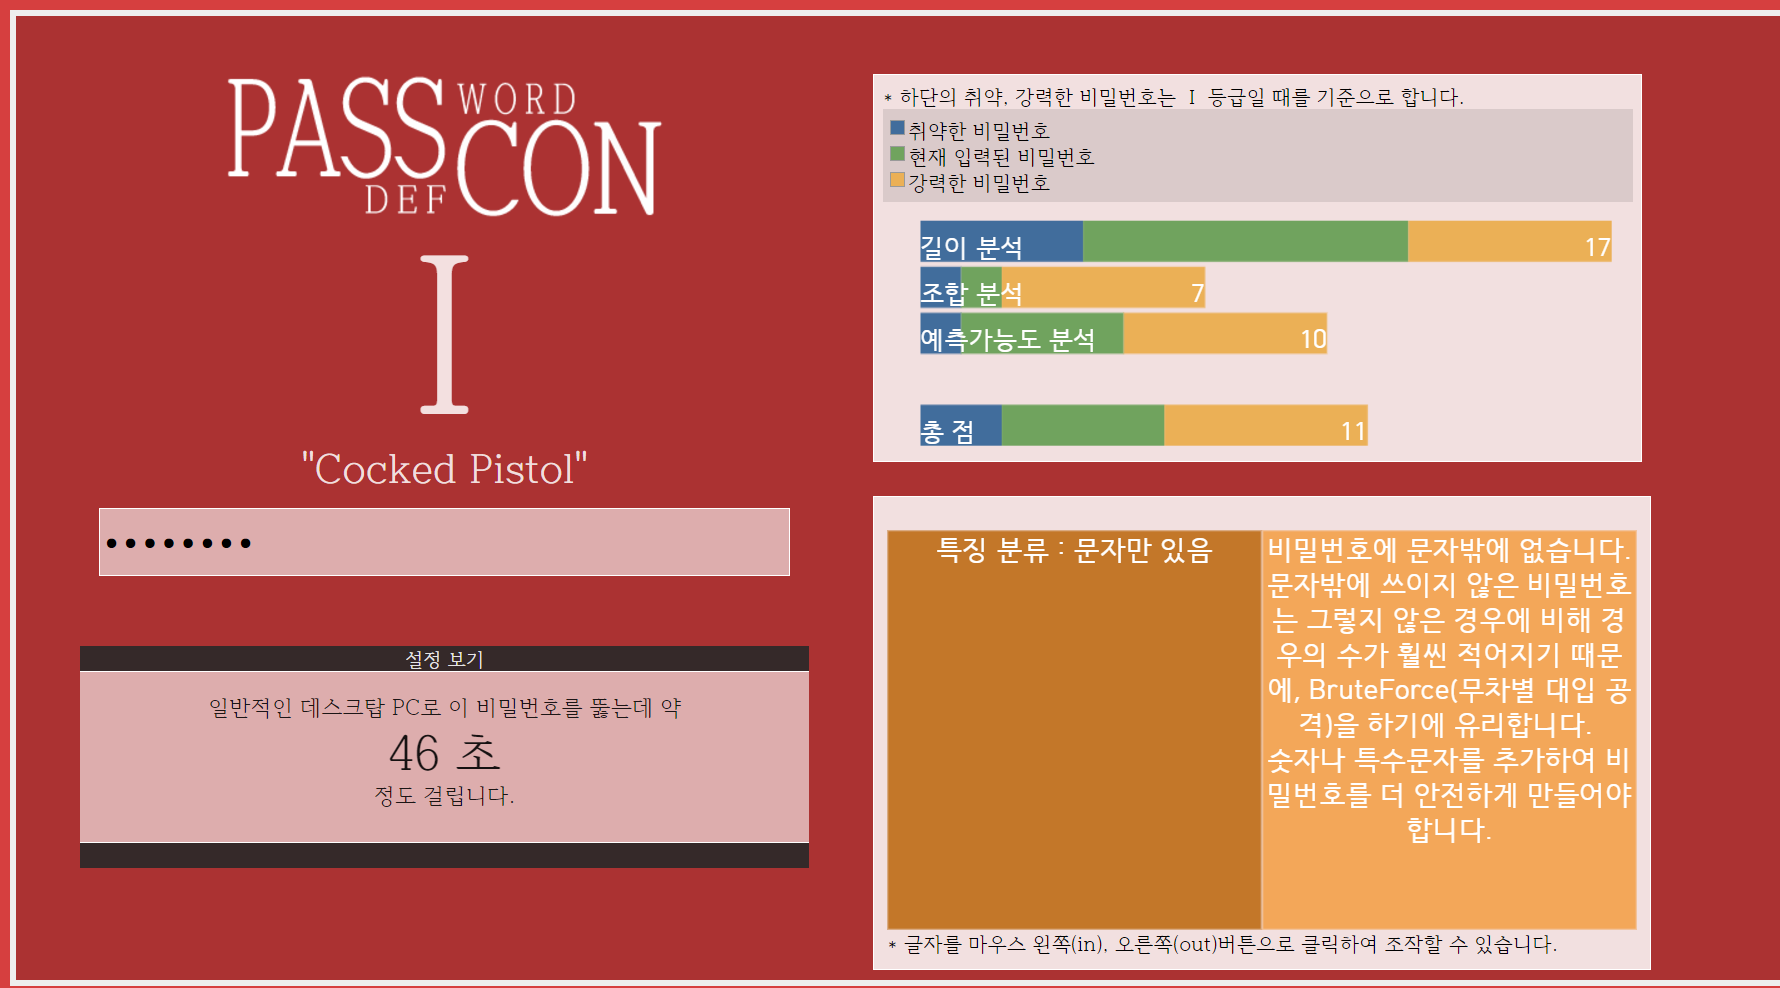 PASS WORD
DEF CON
I
"Cocked Pistol"
••••••••
설정 보기
일반적인 데스크탑 PC로 이 비밀번호를 뚫는데 약
46 초
정도 걸립니다.
* 하단의 취약, 강력한 비밀번호는 I 등급일 때를 기준으로 합니다.
취약한 비밀번호
현재 입력된 비밀번호
강력한 비밀번호
길이 분석 17
조합 분석 7
예측가능도 분석 10
총 점 11
특징 분류 : 문자만 있음
비밀번호에 문자밖에 없습니다.
문자밖에 쓰이지 않은 비밀번호
는 그렇지 않은 경우에 비해 경
우의 수가 훨씬 적어지기 때문
에, BruteForce(무차별 대입 공
격)을 하기에 유리합니다.
숫자나 특수문자를 추가하여 비
밀번호를 더 안전하게 만들어야
합니다.
* 글자를 마우스 왼쪽(in), 오른쪽(out)버튼으로 클릭하여 조작할 수 있습니다.